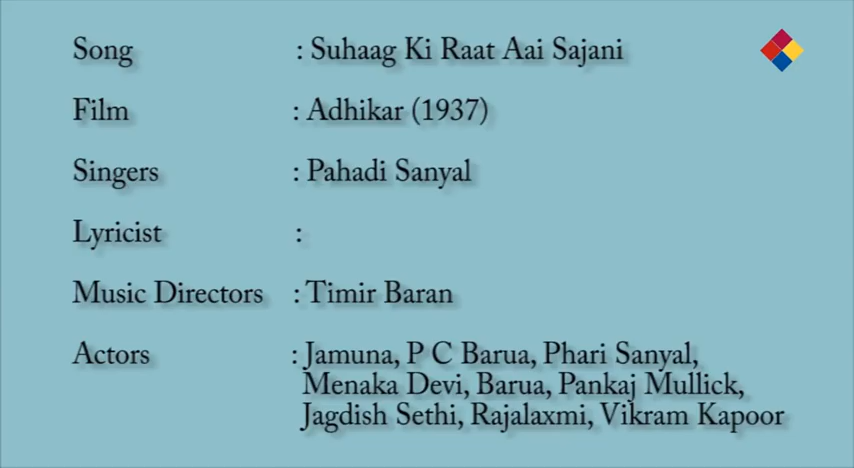 Song : Suhaag Ki Raat Aai Sajani
Film : Adhikar (1937)
Singers : Pahadi Sanyal
Lyricist :
Music Directors : Timir Baran
Actors : Jamuna, P C Barua, Phari Sanyal,
Menaka Devi, Barua, Pankaj Mullick,
Jagdish Sethi, Rajalaxmi, Vikram Kapoor